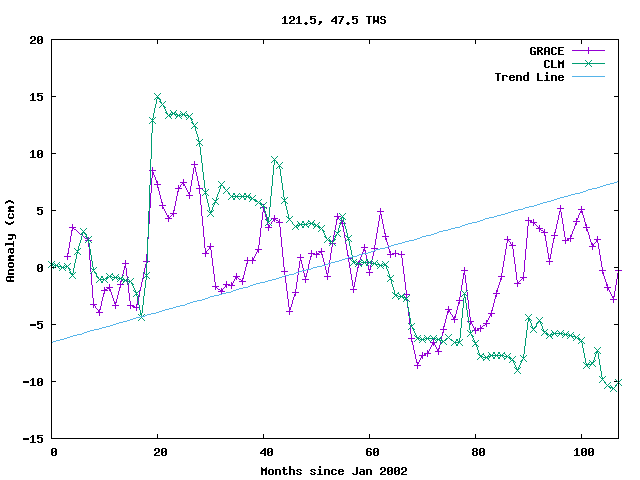 121.5, 47.5 TWS
GRACE
CLM
Trend Line
20
15
10
5
0
-5
-10
-15
Anomaly (cm)
0 20 40 60 80 100
Months since Jan 2002